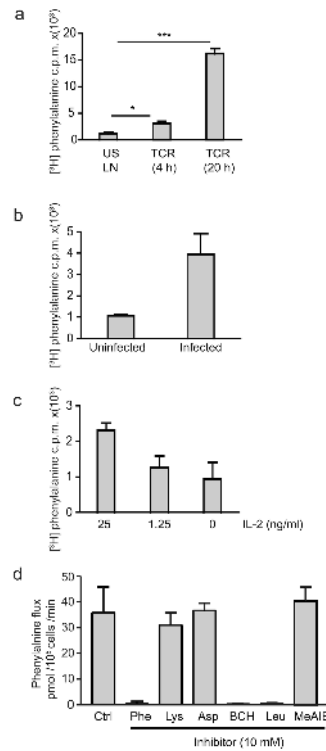 a
***
*
[³H] phenylalanine c.p.m. x(10⁶)
20
15
10
5
0
US TCR TCR
LN (4 h) (20 h)
b
[³H] phenylalanine c.p.m. x(10⁶)
5
4
3
2
1
0
Uninfected Infected
c
[³H] phenylalanine c.p.m. x(10⁵)
3
2
1
0
25 1.25 0 IL-2 (ng/ml)
d
Phenylalnine flux
pmol /10⁶ cells /min
50
40
30
20
10
0
Ctrl Phe Lys Asp BCH Leu MeAIB
Inhibitor (10 mM)